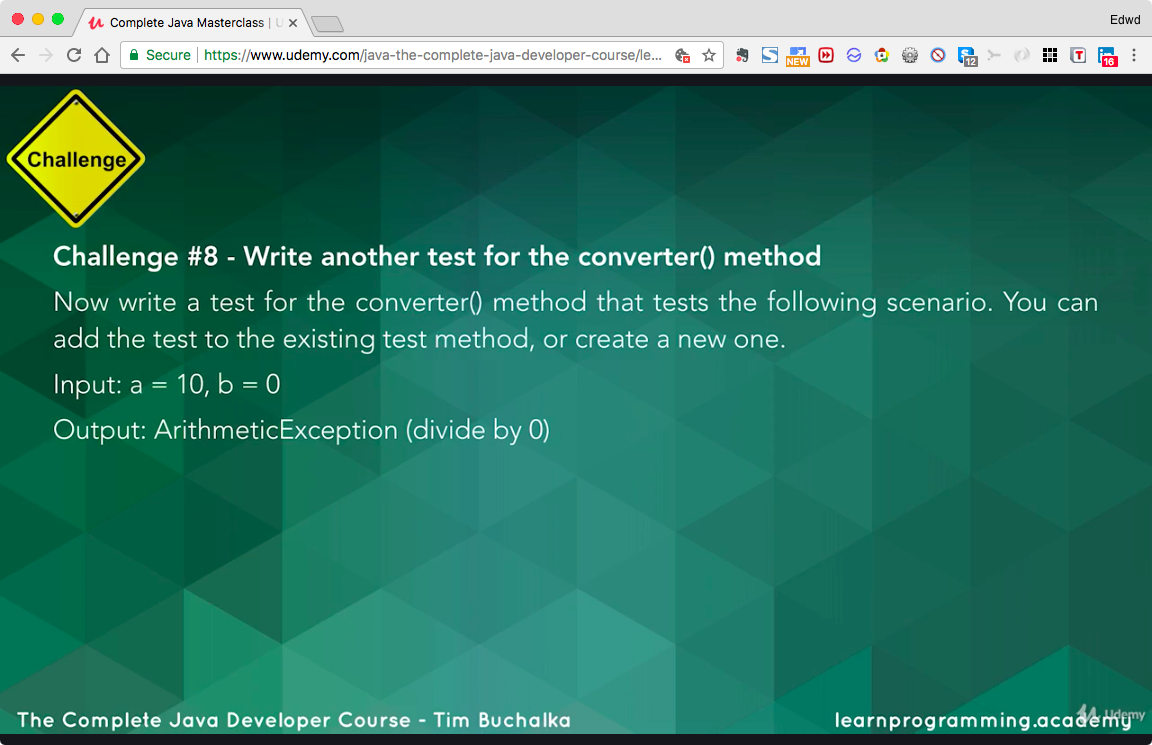 Complete Java Masterclass | U
Edwd
Secure https://www.udemy.com/java-the-complete-java-developer-course/le...
NEW
12
T
16
Challenge
Challenge #8 - Write another test for the converter() method
Now write a test for the converter() method that tests the following scenario. You can
add the test to the existing test method, or create a new one.
Input: a = 10, b = 0
Output: ArithmeticException (divide by 0)
The Complete Java Developer Course - Tim Buchalka
learnprogramming.academy
Udemy